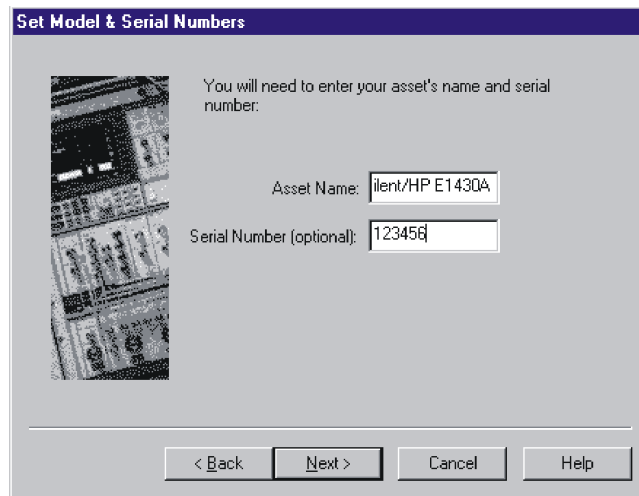 Set Model & Serial Numbers
You will need to enter your asset's name and serial
number:
Asset Name: ilent/HP E1430A
Serial Number (optional): 123456
< Back Next > Cancel Help